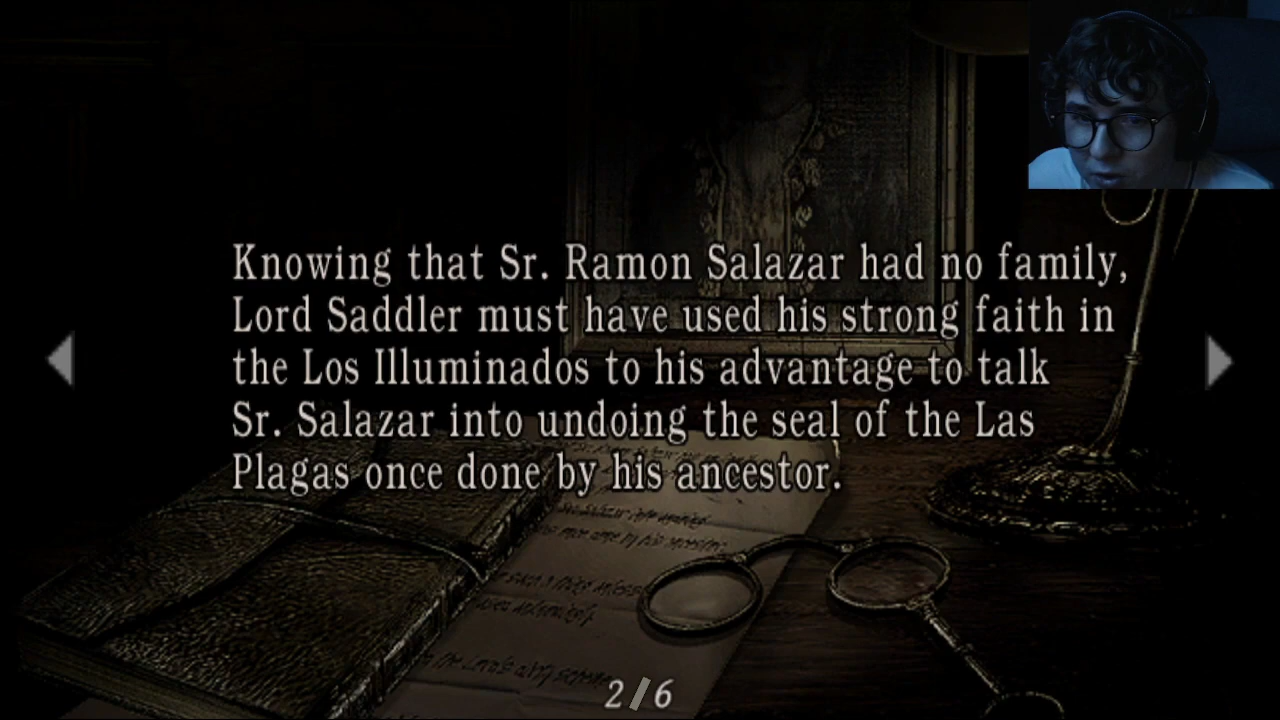 Knowing that Sr. Ramon Salazar had no family,
Lord Saddler must have used his strong faith in
the Los Illuminados to his advantage to talk
Sr. Salazar into undoing the seal of the Las
Plagas once done by his ancestor.
2/6